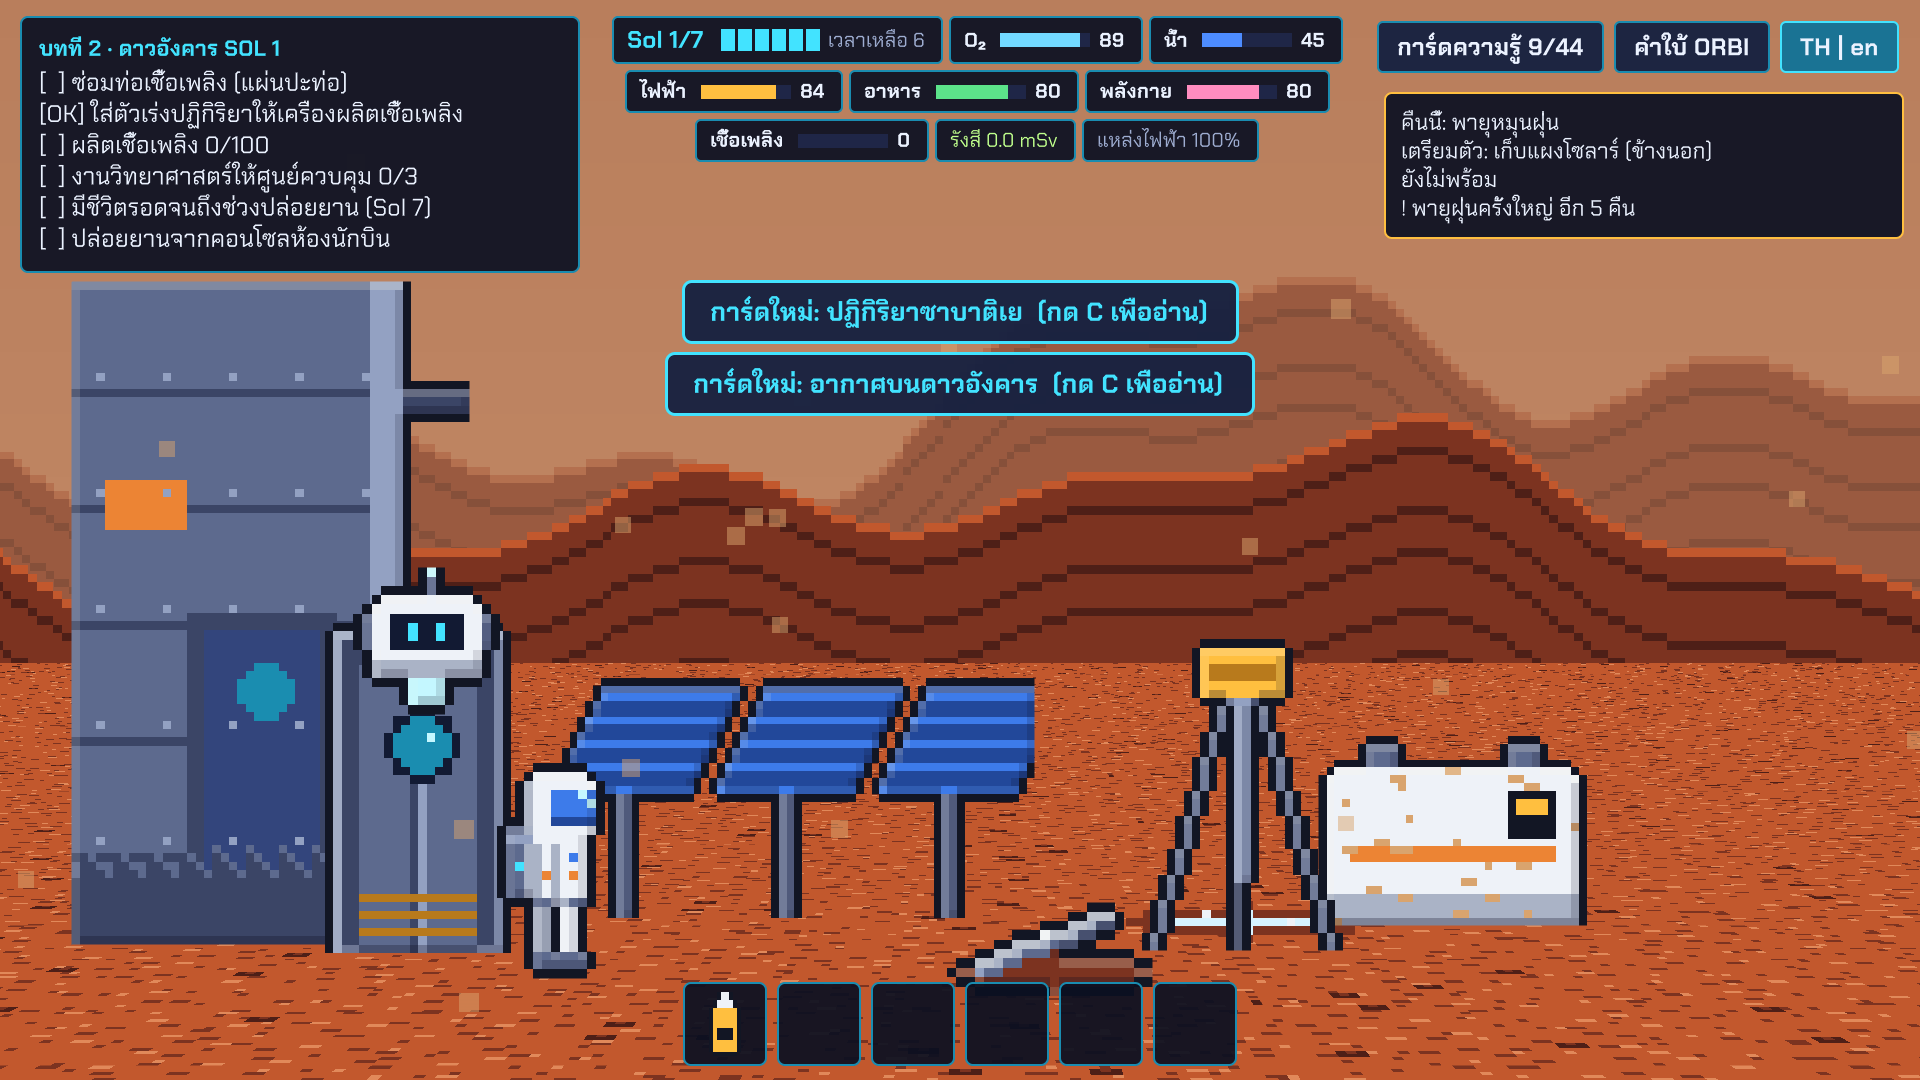 บทที่ 2 · ดาวอังคาร SOL 1
[ ] ซ่อมท่อเชื้อเพลิง (แผ่นปะท่อ)
[OK] ใส่ตัวเร่งปฏิกิริยาให้เครื่องผลิตเชื้อเพลิง
[ ] ผลิตเชื้อเพลิง 0/100
[ ] งานวิทยาศาสตร์ให้ศูนย์ควบคุม 0/3
[ ] มีชีวิตรอดจนถึงช่วงปล่อยยาน (Sol 7)
[ ] ปล่อยยานจากคอนโซลห้องนักบิน
Sol 1/7 เวลาเหลือ 6
O₂ 89
น้ำ 45
ไฟฟ้า 84
อาหาร 80
พลังกาย 80
เชื้อเพลิง 0
รังสี 0.0 mSv
แหล่งไฟฟ้า 100%
การ์ดความรู้ 9/44
คำใบ้ ORBI
TH | en
คืนนี้: พายุหมุนฝุ่น
เตรียมตัว: เก็บแผงโซลาร์ (ข้างนอก)
ยังไม่พร้อม
! พายุฝุ่นครั้งใหญ่ อีก 5 คืน
การ์ดใหม่: ปฏิกิริยาซาบาติเย (กด C เพื่ออ่าน)
การ์ดใหม่: อากาศบนดาวอังคาร (กด C เพื่ออ่าน)